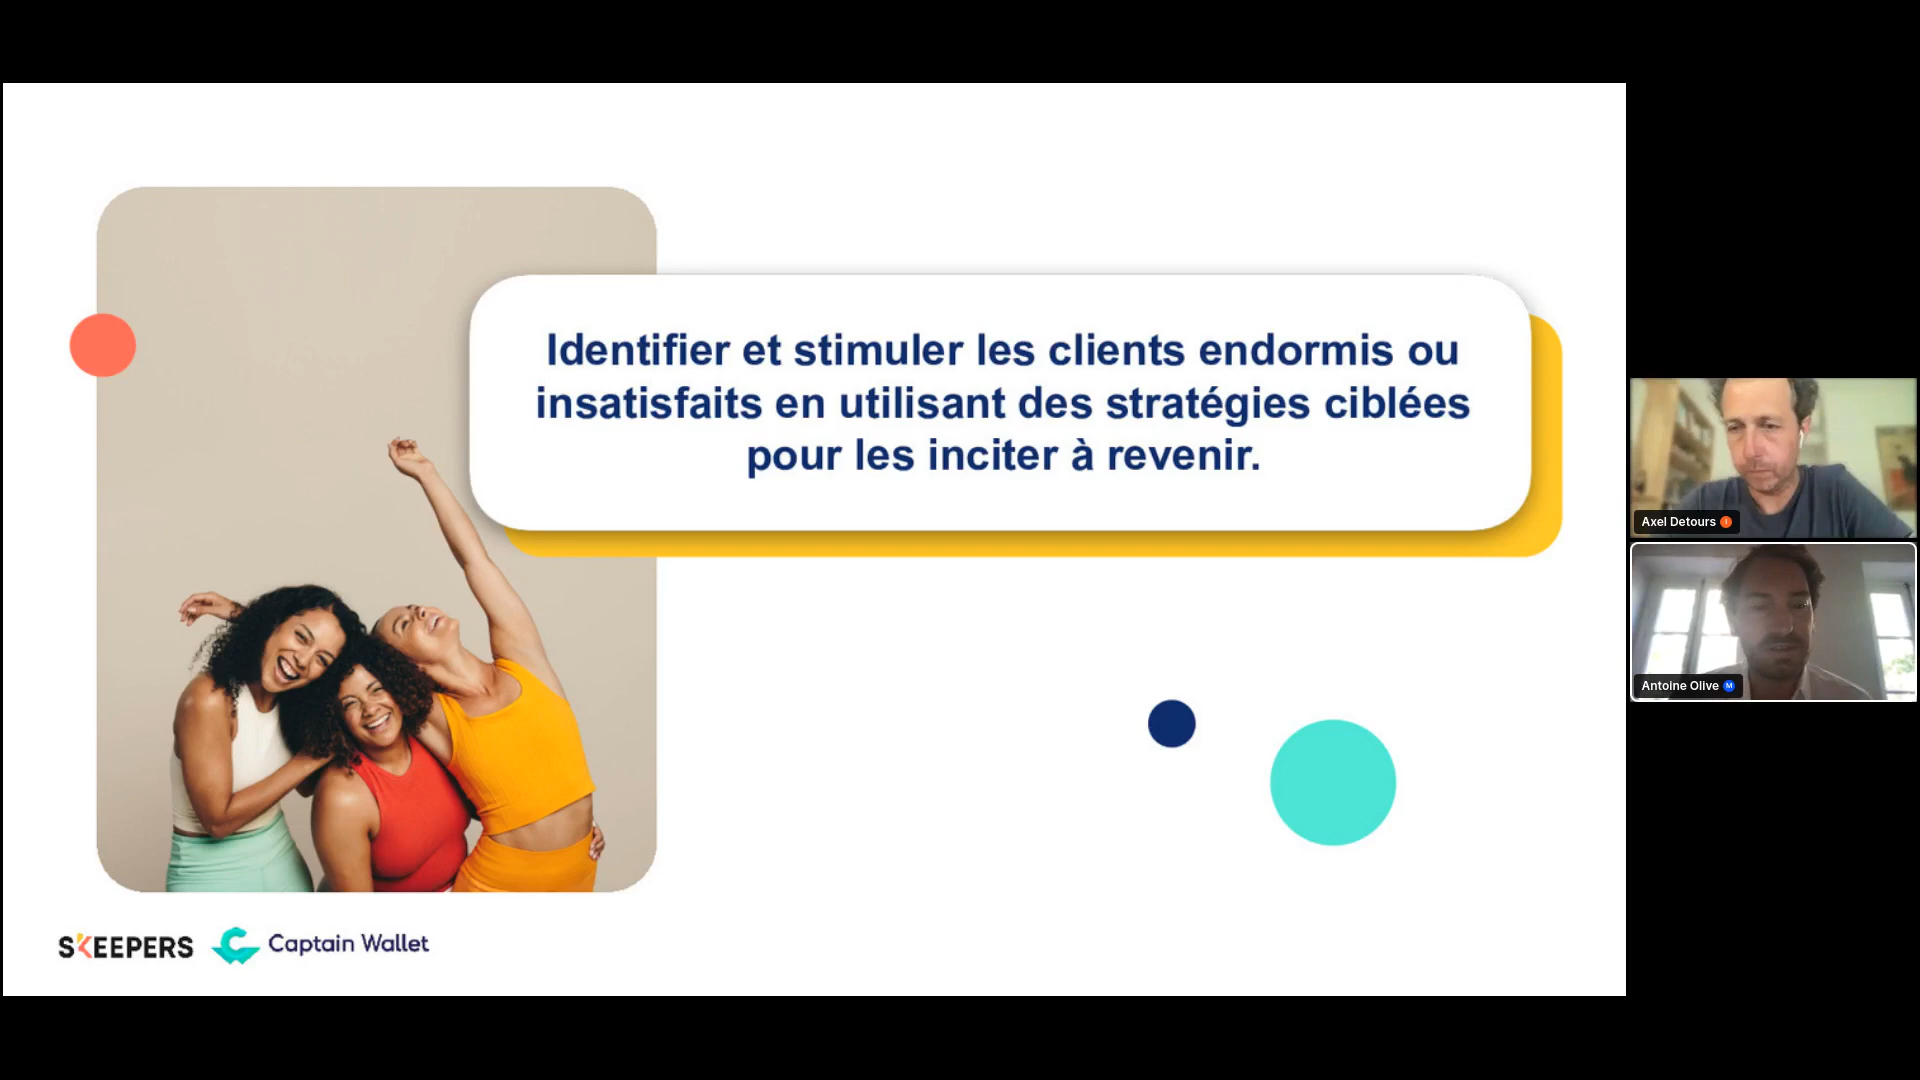 Identifier et stimuler les clients endormis ou
insatisfaits en utilisant des stratégies ciblées
pour les inciter à revenir.
SKEEPERS Captain Wallet
Axel Detours I
Antoine Olive M